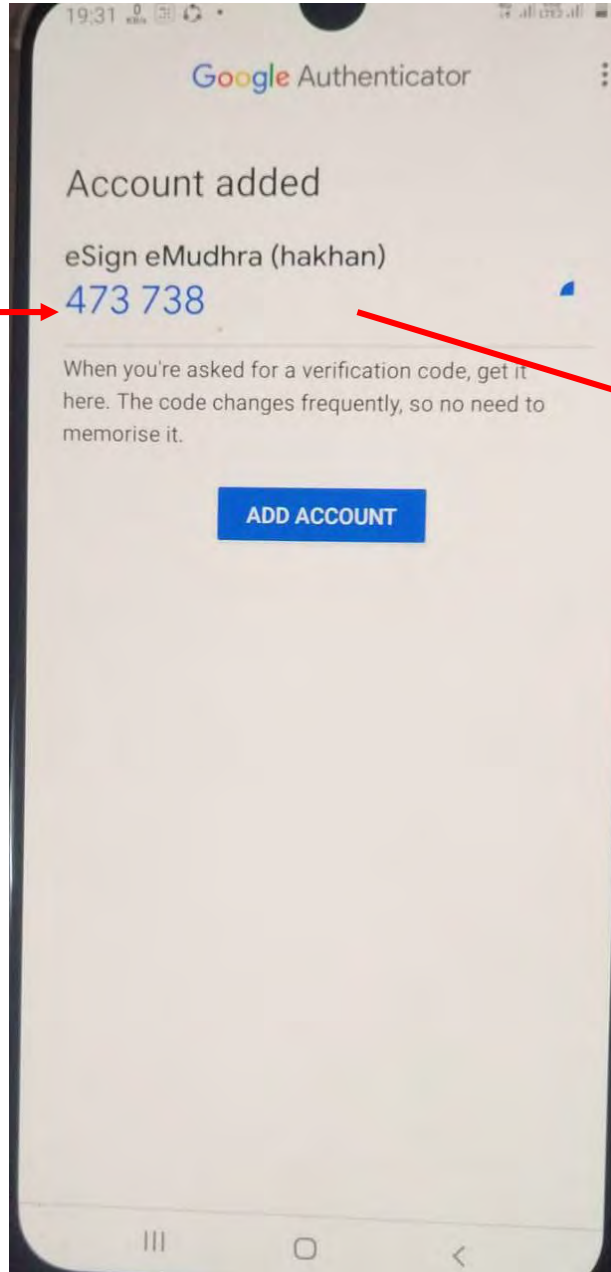 19:31
Google Authenticator
Account added
eSign eMudhra (hakhan)
473 738
When you're asked for a verification code, get it
here. The code changes frequently, so no need to
memorise it.
ADD ACCOUNT